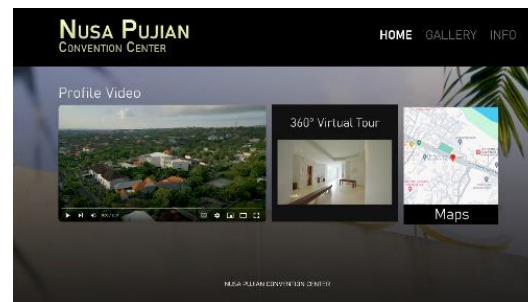 NUSA PUJIAN
CONVENTION CENTER
HOME GALLERY INFO
Profile Video
360° Virtual Tour
Maps
NUSA PUJIAN CONVENTION CENTER